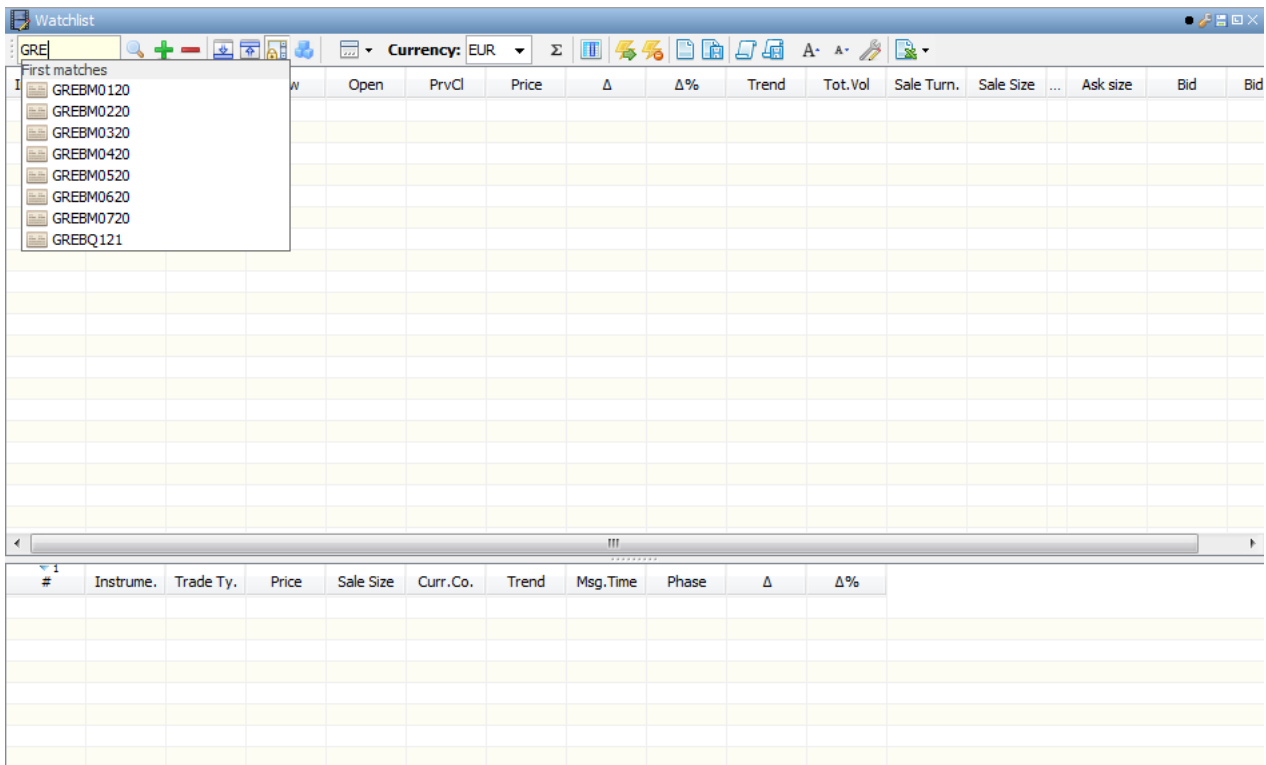 Watchlist
GRE Currency: EUR Σ A A
First matches
Open PrvCl Price Δ Δ% Trend Tot.Vol Sale Turn. Sale Size ... Ask size Bid Bid
GREBM0120
GREBM0220
GREBM0320
GREBM0420
GREBM0520
GREBM0620
GREBM0720
GREBQ121
1
# Instrume. Trade Ty. Price Sale Size Curr.Co. Trend Msg.Time Phase Δ Δ%